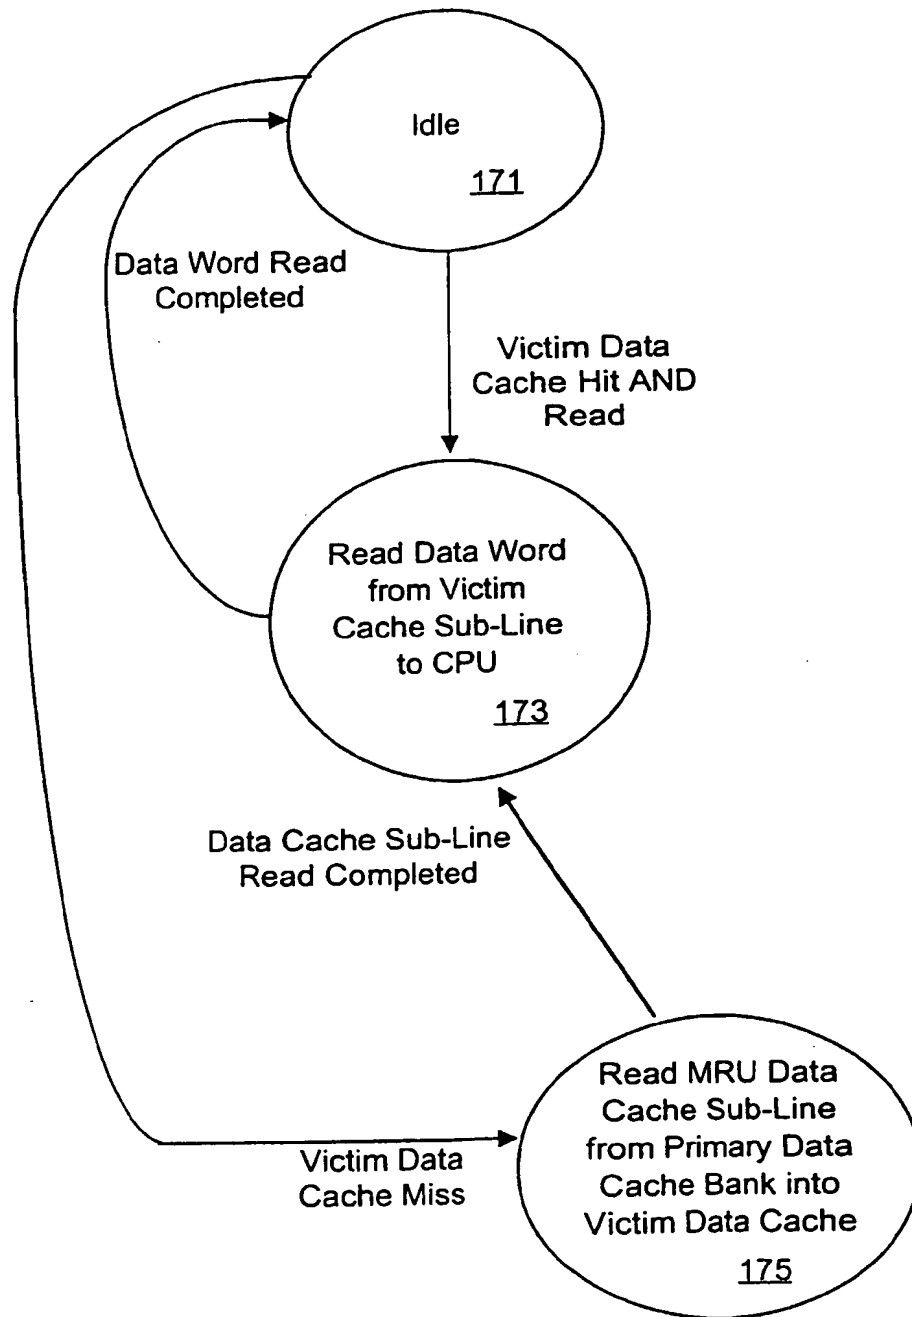 Idle
171
Data Word Read
Completed
Victim Data
Cache Hit AND
Read
Read Data Word
from Victim
Cache Sub-Line
to CPU
173
Data Cache Sub-Line
Read Completed
Read MRU Data
Cache Sub-Line
from Primary Data
Cache Bank into
Victim Data Cache
175
Victim Data
Cache Miss